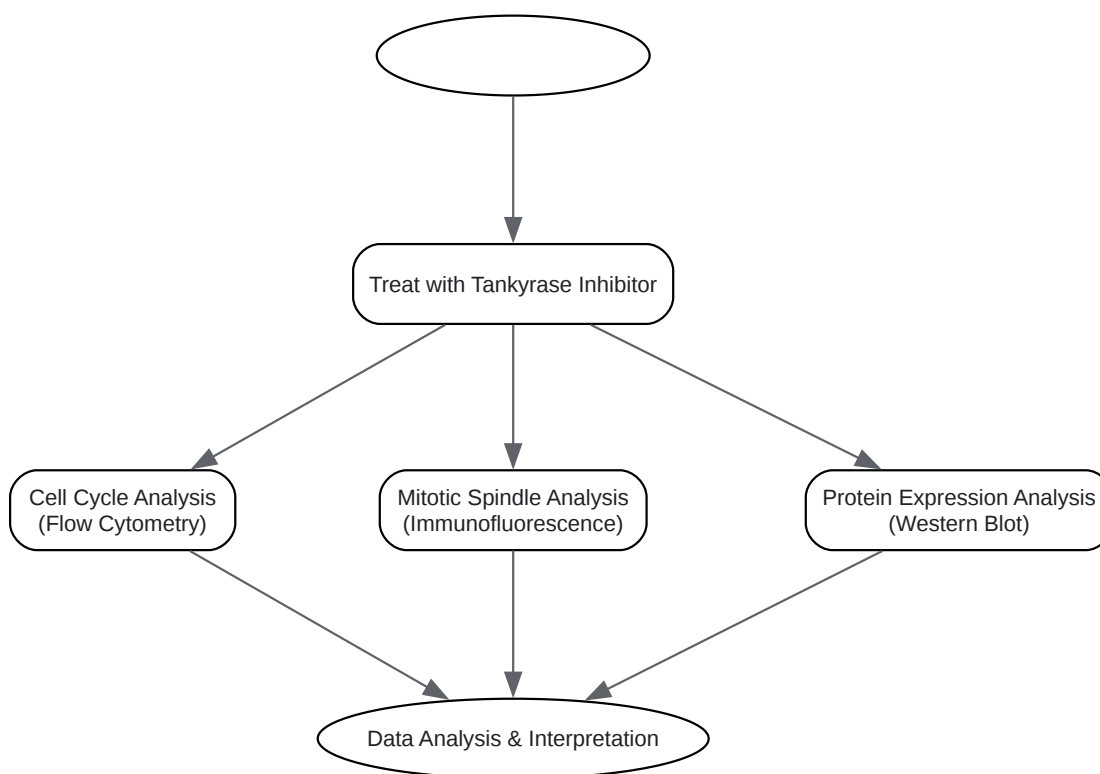 Treat with Tankyrase Inhibitor
Cell Cycle Analysis
(Flow Cytometry)
Mitotic Spindle Analysis
(Immunofluorescence)
Protein Expression Analysis
(Western Blot)
Data Analysis & Interpretation